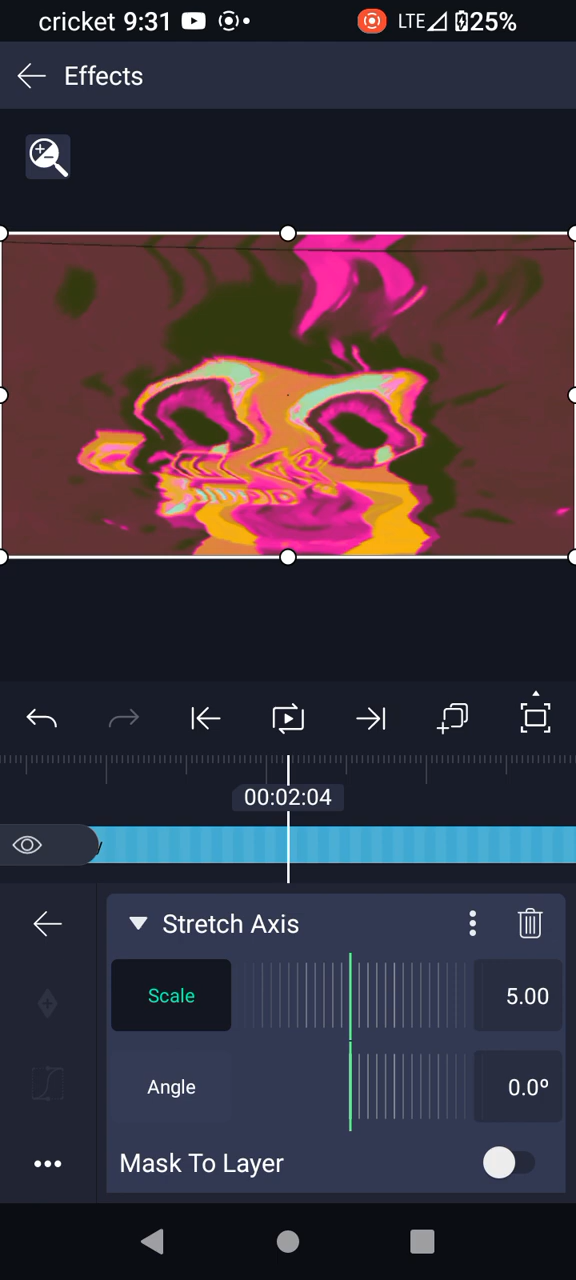 cricket 9:31 LTE 25%
Effects
00:02:04
Stretch Axis
Scale 5.00
Angle 0.0º
Mask To Layer